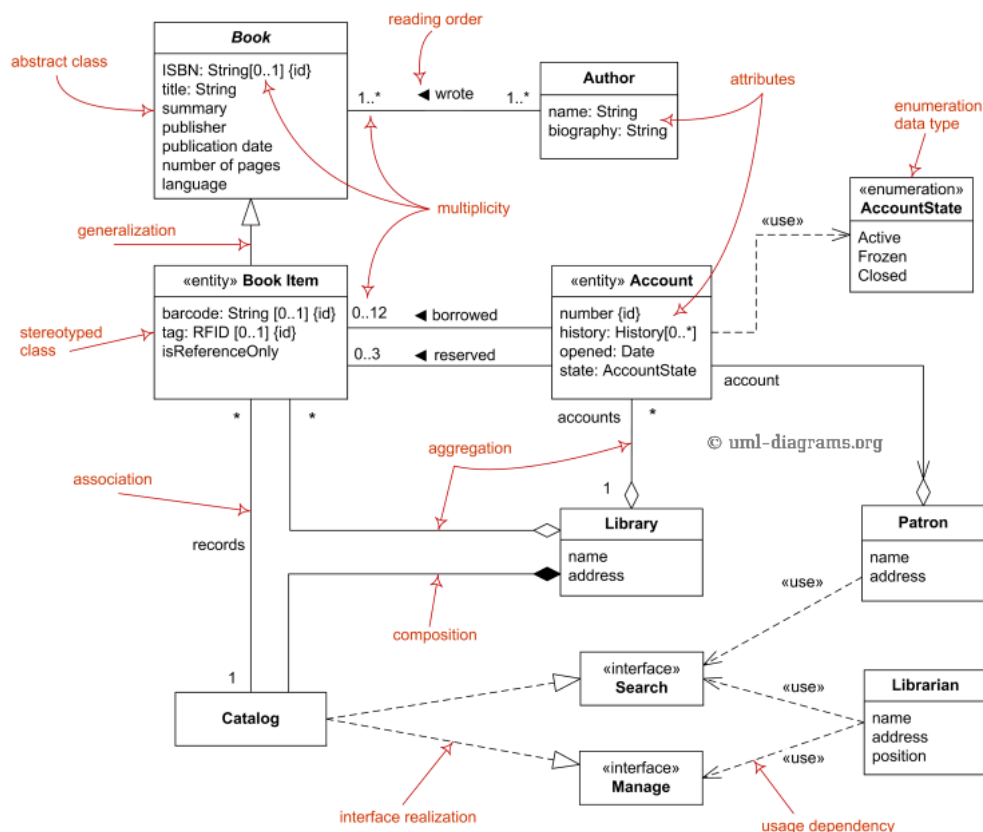 reading order
Book
abstract class
ISBN: String[0..1] {id}
title: String
summary
publisher
publication date
number of pages
language
1..*
◄ wrote
1..*
Author
name: String
biography: String
attributes
enumeration
data type
«enumeration»
AccountState
Active
Frozen
Closed
multiplicity
«use»
generalization
«entity» Book Item
barcode: String [0..1] {id}
tag: RFID [0..1] {id}
isReferenceOnly
stereotyped
class
0..12
◄ borrowed
0..3
◄ reserved
«entity» Account
number {id}
history: History[0..*]
opened: Date
state: AccountState
account
*
*
accounts
*
© uml-diagrams.org
aggregation
association
1
records
Library
name
address
Patron
name
address
composition
«use»
«interface»
Search
«use»
Librarian
name
address
position
1
Catalog
«interface»
Manage
«use»
interface realization
usage dependency